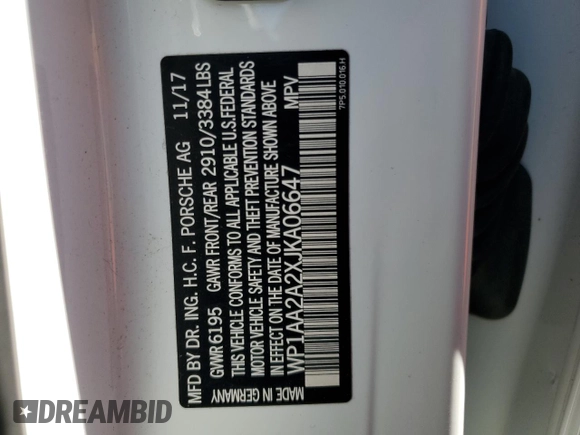 MFD BY DR. ING. H.C. F. PORSCHE AG 11/17
GVWR 6195 GAWR FRONT/REAR 2910/3384 LBS
THIS VEHICLE CONFORMS TO ALL APPLICABLE U.S. FEDERAL
MOTOR VEHICLE SAFETY AND THEFT PREVENTION STANDARDS
IN EFFECT ON THE DATE OF MANUFACTURE SHOWN ABOVE
WP1AA2A2XJKA06647 MPV
MADE IN GERMANY
7P5.010.016.H
DREAMBID